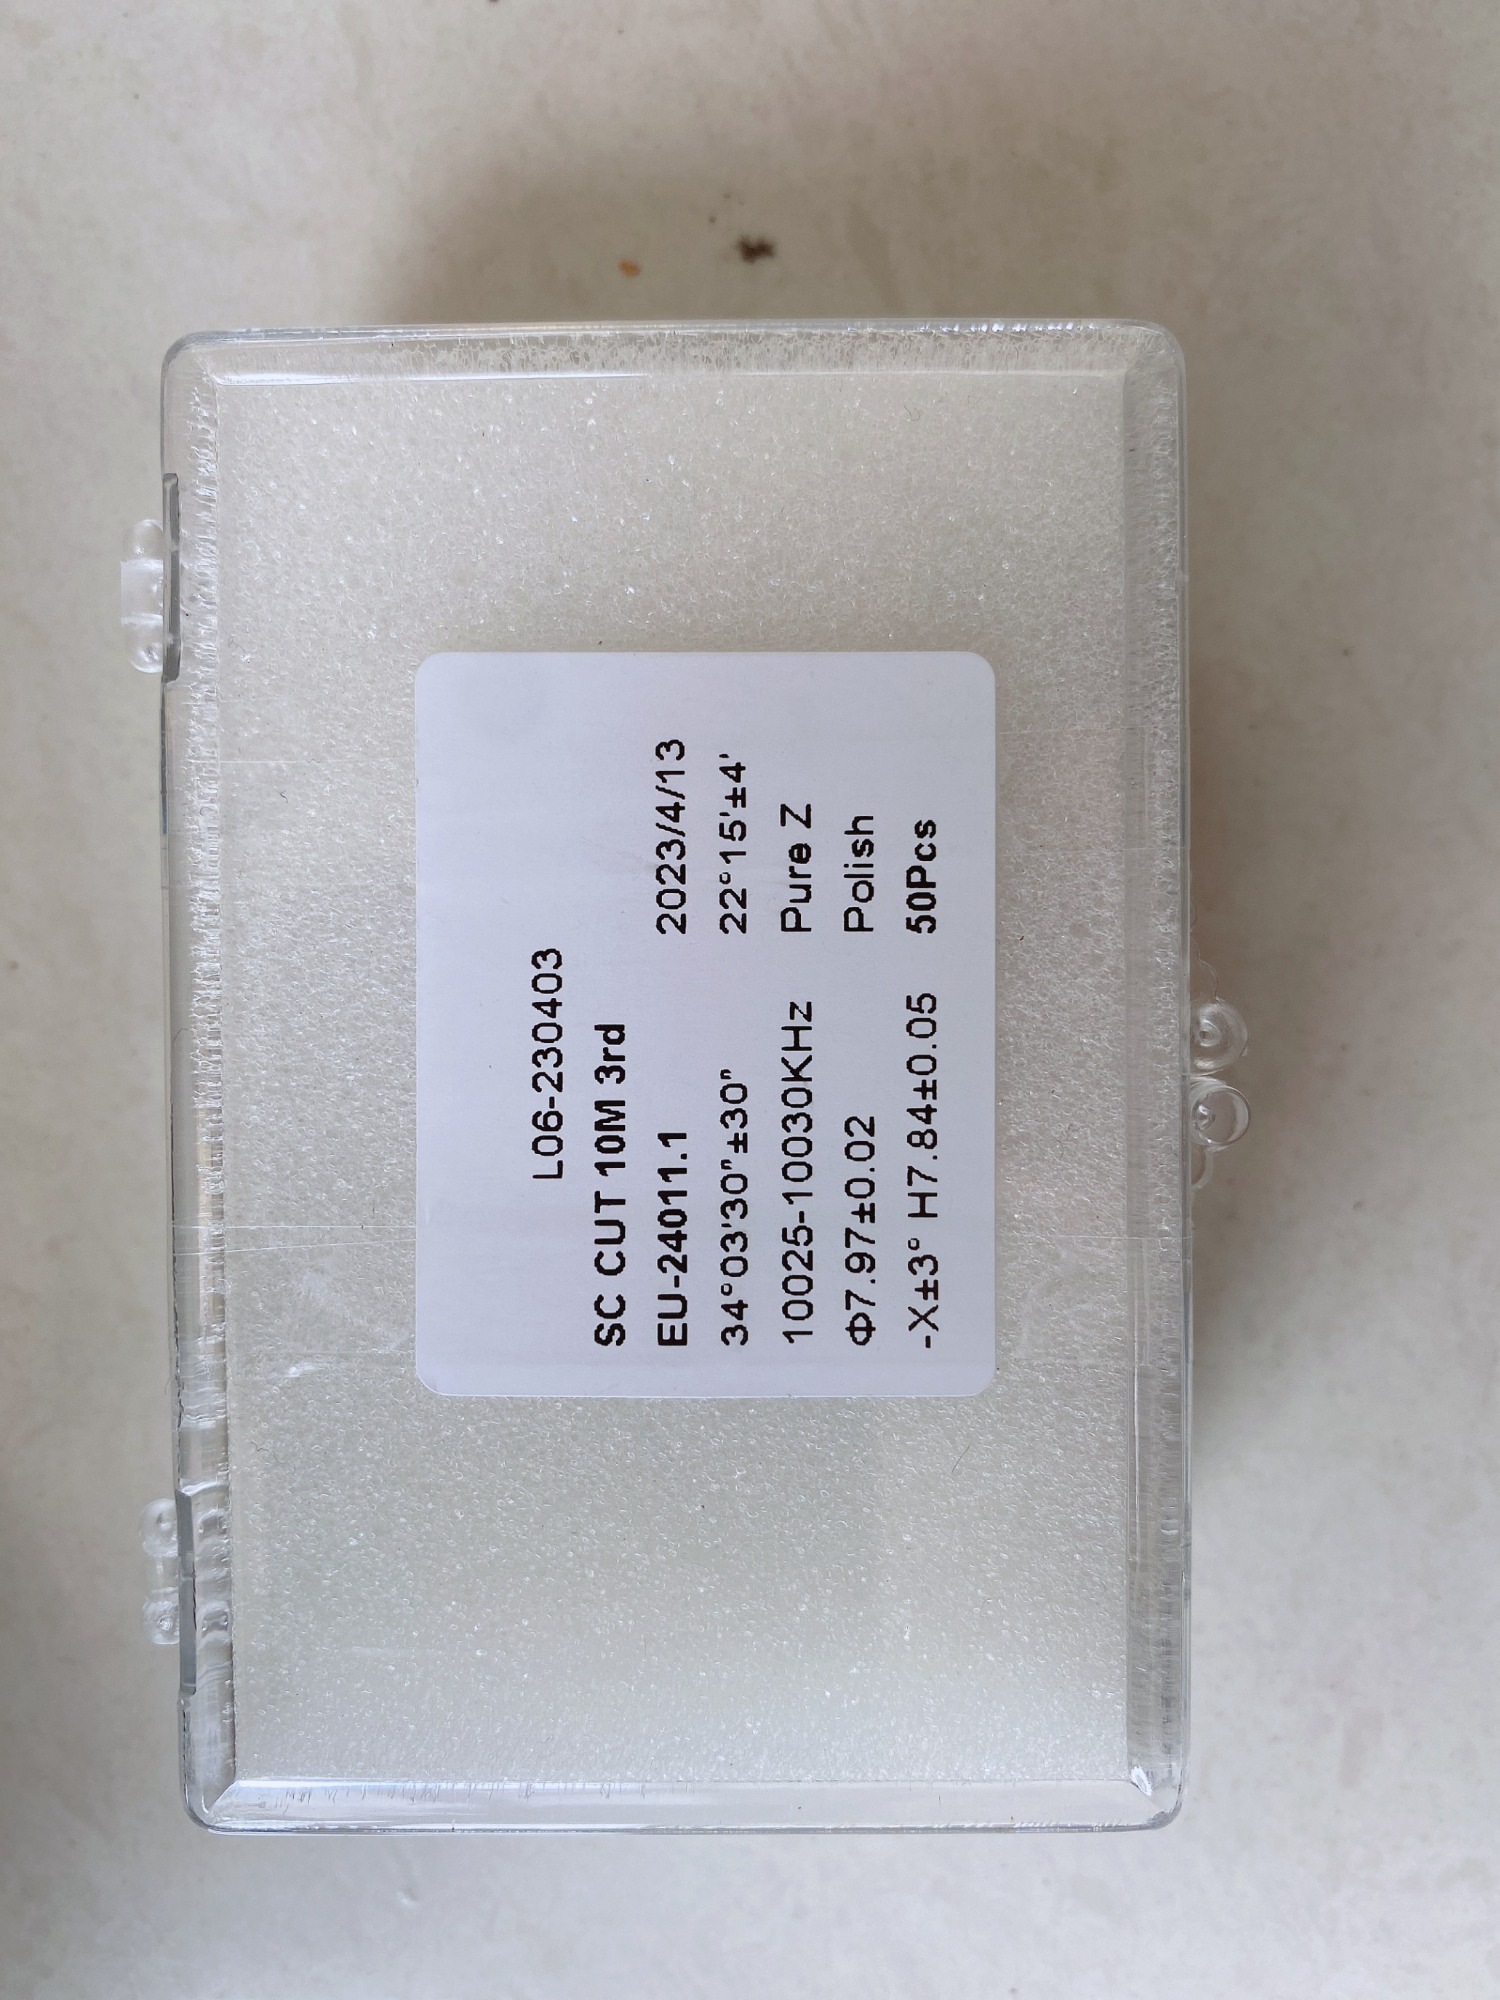 L06-230403
SC CUT 10M 3rd
EU-24011.1 2023/4/13
34°03'30"±30" 22°15'±4'
10025-10030KHz Pure Z
Φ7.97±0.02 Polish
-X±3° H7.84±0.05 50Pcs